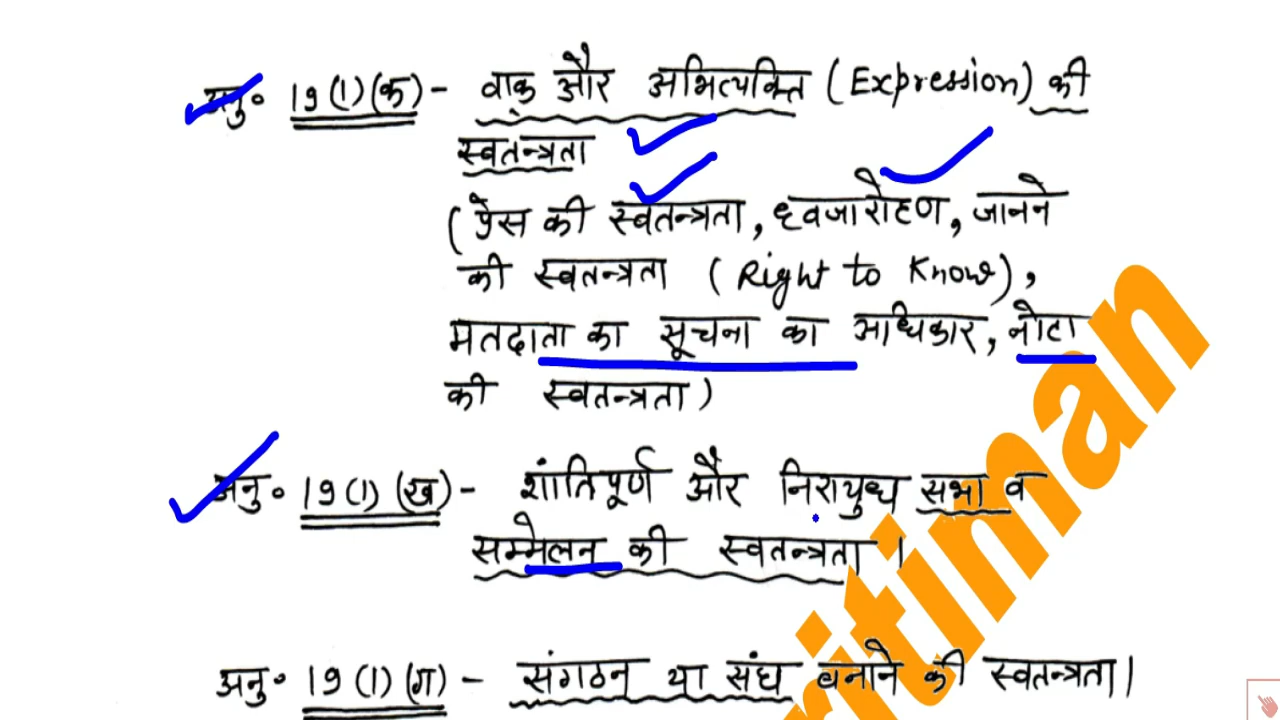 अनु० 19 (1) (क) - वाक् और अभिव्यक्ति (Expression) की
स्वतन्त्रता
(प्रेस की स्वतन्त्रता, ध्वजारोहण, जानने
की स्वतन्त्रता (Right to Know),
मतदाता का सूचना का अधिकार, नोटा
की स्वतन्त्रता)
अनु० 19 (1) (ख) - शांतिपूर्ण और निरायुध सभा व
सम्मेलन की स्वतन्त्रता।
अनु० 19 (1) (ग) - संगठन या संघ बनाने की स्वतन्त्रता।